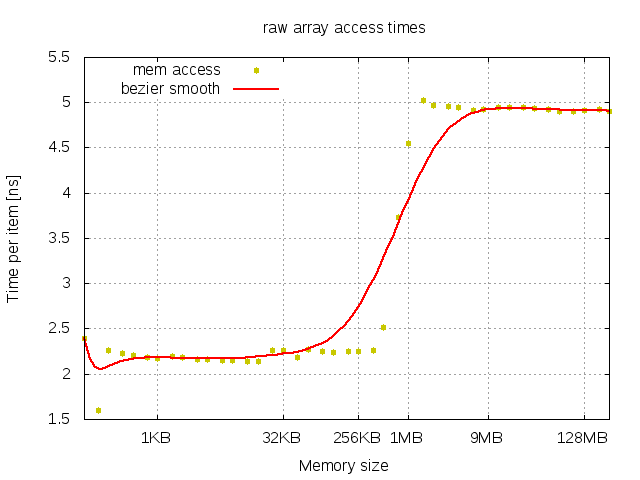 raw array access times
mem access
bezier smooth
5.5
5
4.5
4
3.5
3
2.5
2
1.5
Time per item [ns]
1KB 32KB 256KB 1MB 9MB 128MB
Memory size